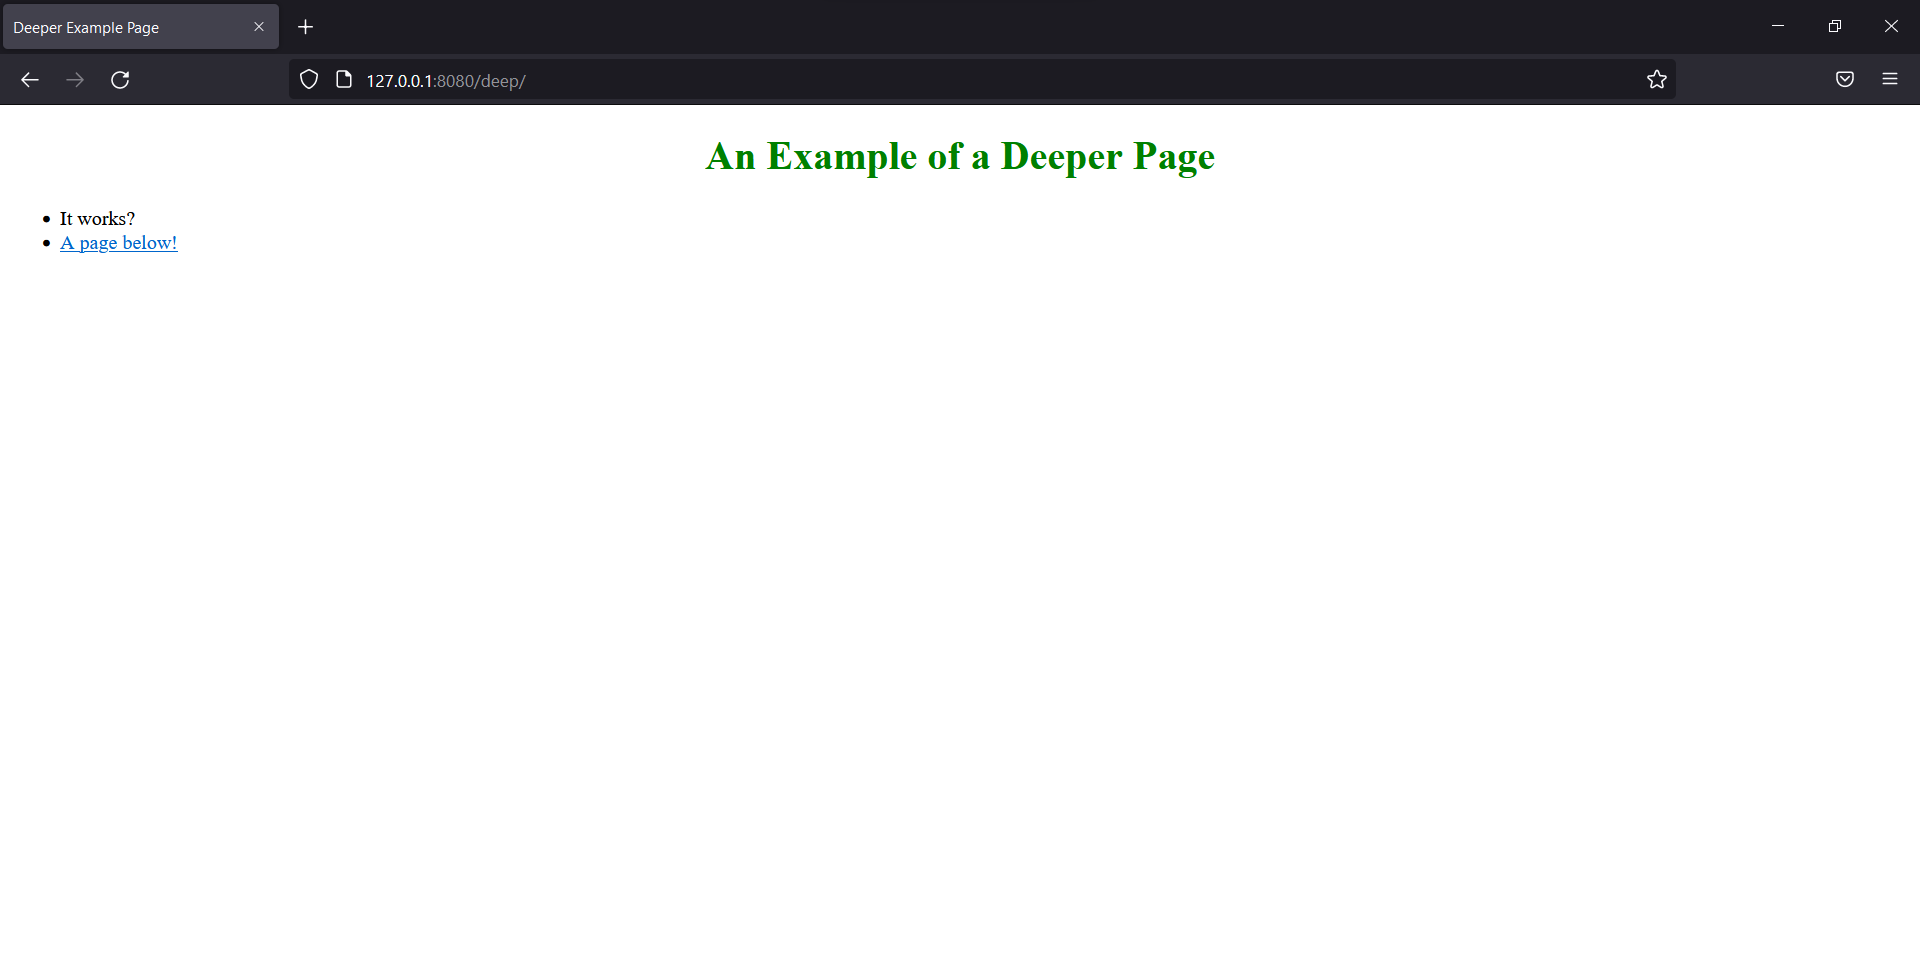 Deeper Example Page
127.0.0.1:8080/deep/
An Example of a Deeper Page
It works?
A page below!